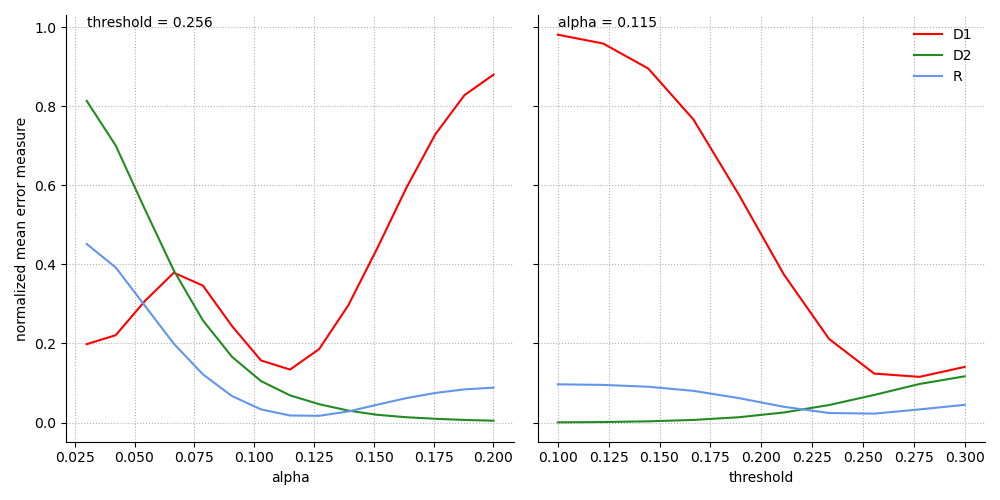 threshold = 0.256
alpha = 0.115
D1
D2
R
normalized mean error measure
1.0
0.8
0.6
0.4
0.2
0.0
0.025 0.050 0.075 0.100 0.125 0.150 0.175 0.200
0.100 0.125 0.150 0.175 0.200 0.225 0.250 0.275 0.300
alpha
threshold